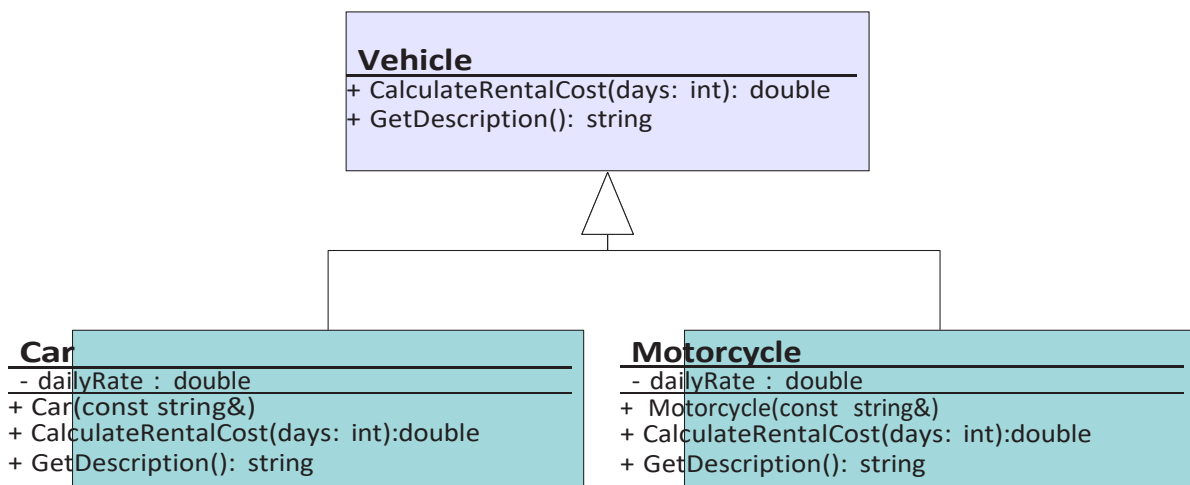 Vehicle
+ CalculateRentalCost(days: int): double
+ GetDescription(): string
Car
- dailyRate : double
+ Car(const string&)
+ CalculateRentalCost(days: int):double
+ GetDescription(): string
Motorcycle
- dailyRate : double
+ Motorcycle(const string&)
+ CalculateRentalCost(days: int):double
+ GetDescription(): string